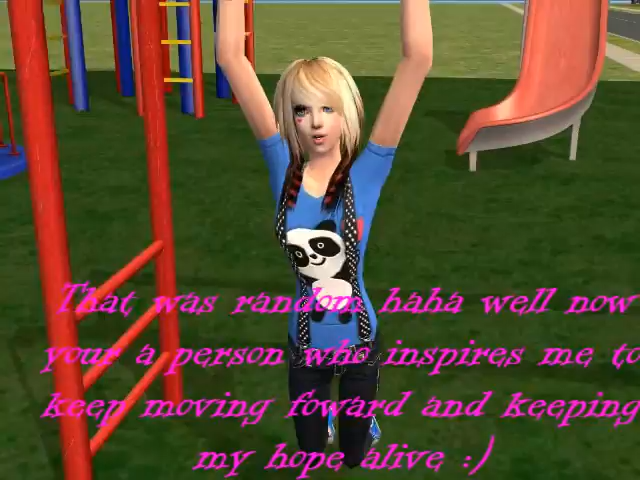 That was random haha well now
your a person who inspires me to
keep moving foward and keeping
my hope alive :)